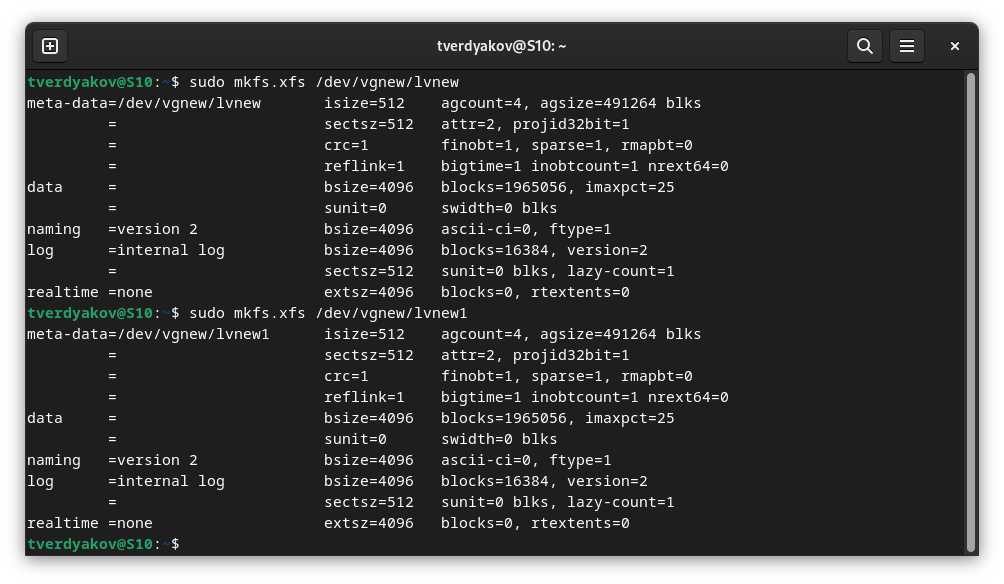 tverdyakov@S10: ~
tverdyakov@S10:~$ sudo mkfs.xfs /dev/vgnew/lvnew
meta-data=/dev/vgnew/lvnew       isize=512    agcount=4, agsize=491264 blks
         =                       sectsz=512   attr=2, projid32bit=1
         =                       crc=1        finobt=1, sparse=1, rmapbt=0
         =                       reflink=1    bigtime=1 inobtcount=1 nrext64=0
data     =                       bsize=4096   blocks=1965056, imaxpct=25
         =                       sunit=0      swidth=0 blks
naming   =version 2              bsize=4096   ascii-ci=0, ftype=1
log      =internal log           bsize=4096   blocks=16384, version=2
         =                       sectsz=512   sunit=0 blks, lazy-count=1
realtime =none                   extsz=4096   blocks=0, rtextents=0
tverdyakov@S10:~$ sudo mkfs.xfs /dev/vgnew/lvnew1
meta-data=/dev/vgnew/lvnew1      isize=512    agcount=4, agsize=491264 blks
         =                       sectsz=512   attr=2, projid32bit=1
         =                       crc=1        finobt=1, sparse=1, rmapbt=0
         =                       reflink=1    bigtime=1 inobtcount=1 nrext64=0
data     =                       bsize=4096   blocks=1965056, imaxpct=25
         =                       sunit=0      swidth=0 blks
naming   =version 2              bsize=4096   ascii-ci=0, ftype=1
log      =internal log           bsize=4096   blocks=16384, version=2
         =                       sectsz=512   sunit=0 blks, lazy-count=1
realtime =none                   extsz=4096   blocks=0, rtextents=0
tverdyakov@S10:~$